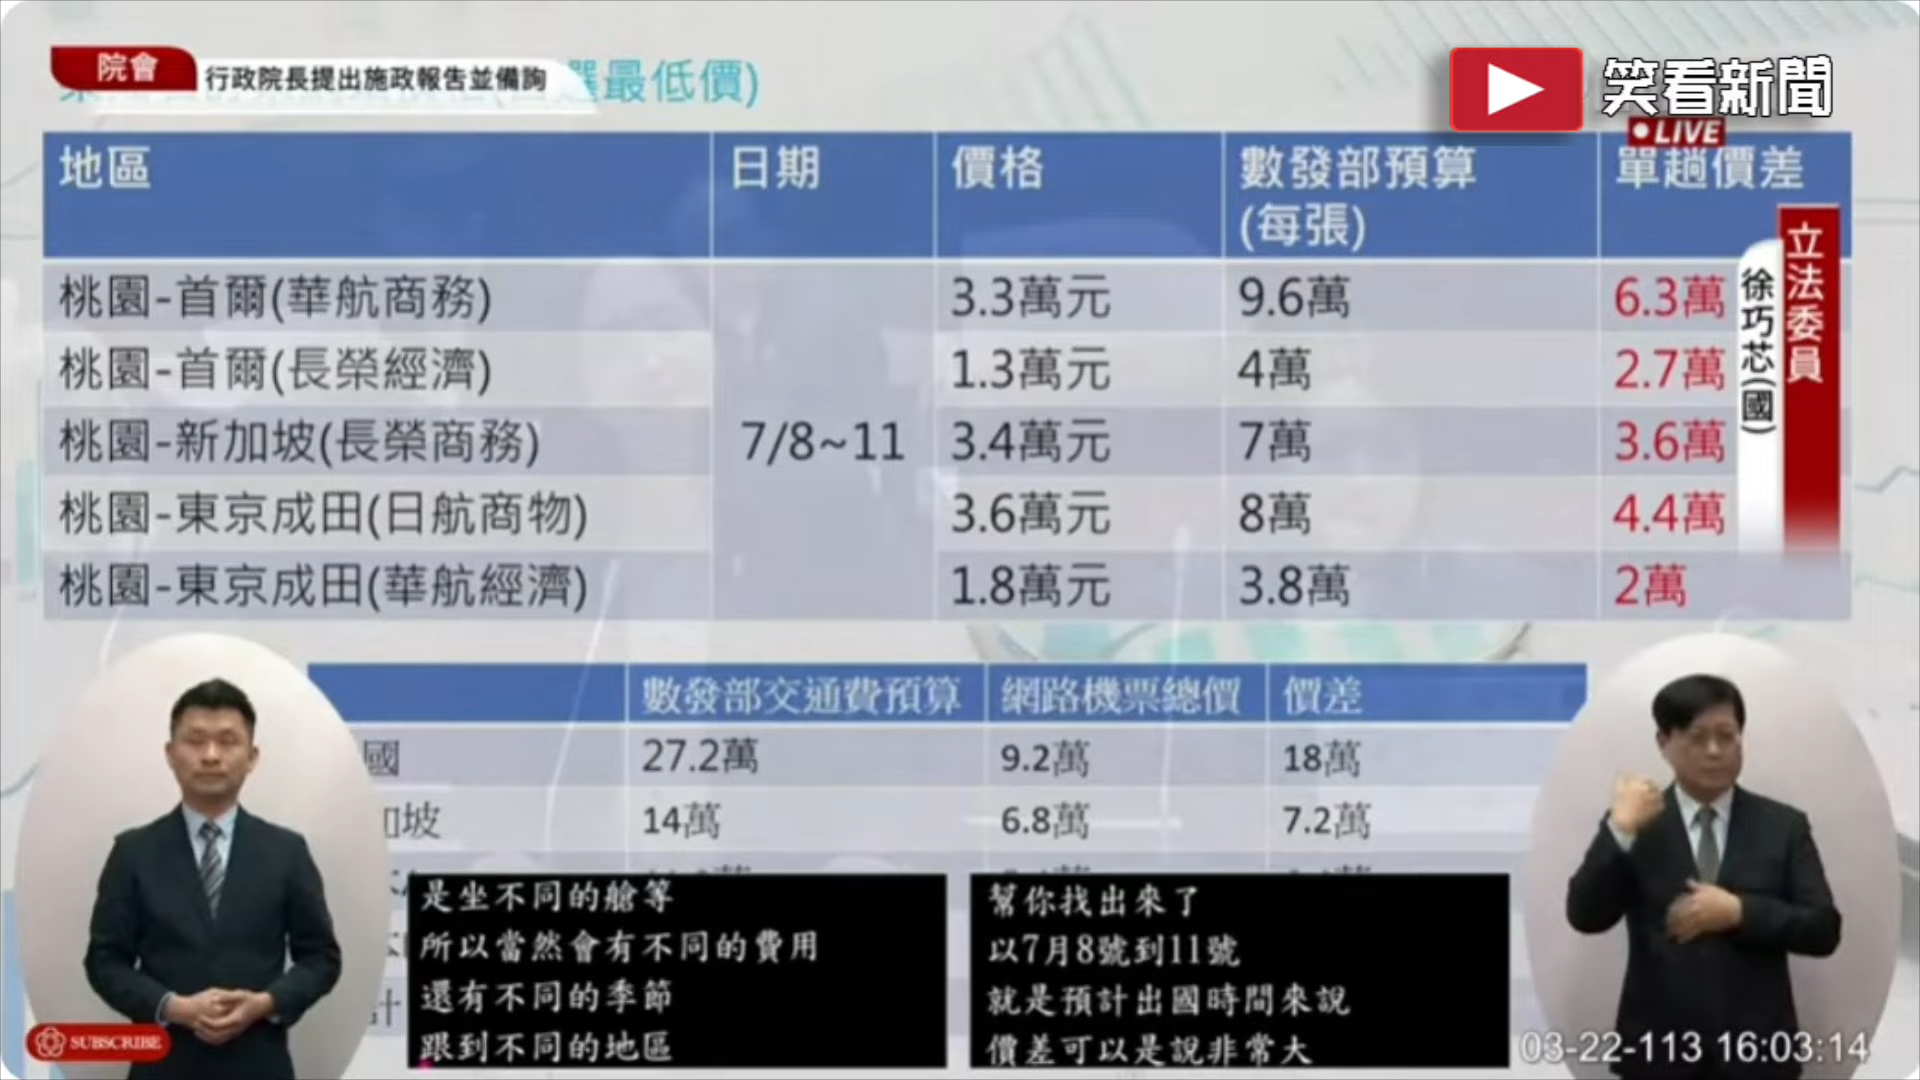 院會
行政院長提出施政報告並備詢
選最低價)
笑看新聞
LIVE
地區 日期 價格 數發部預算 單趟價差
(每張)
桃園-首爾(華航商務) 3.3萬元 9.6萬 6.3萬
桃園-首爾(長榮經濟) 1.3萬元 4萬 2.7萬
桃園-新加坡(長榮商務) 7/8~11 3.4萬元 7萬 3.6萬
桃園-東京成田(日航商物) 3.6萬元 8萬 4.4萬
桃園-東京成田(華航經濟) 1.8萬元 3.8萬 2萬
立法委員
徐巧芯(國)
數發部交通費預算 網路機票總價 價差
國 27.2萬 9.2萬 18萬
加坡 14萬 6.8萬 7.2萬
計
是坐不同的艙等
所以當然會有不同的費用
還有不同的季節
跟到不同的地區
幫你找出來了
以7月8號到11號
就是預計出國時間來說
價差可以是說非常大
SUBSCRIBE
03-22-113 16:03:14